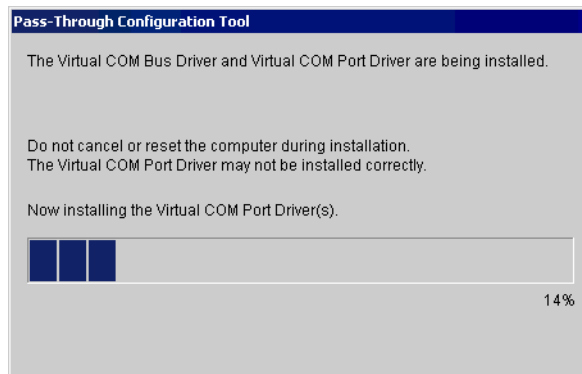 Pass-Through Configuration Tool
The Virtual COM Bus Driver and Virtual COM Port Driver are being installed.
Do not cancel or reset the computer during installation.
The Virtual COM Port Driver may not be installed correctly.
Now installing the Virtual COM Port Driver(s).
14%